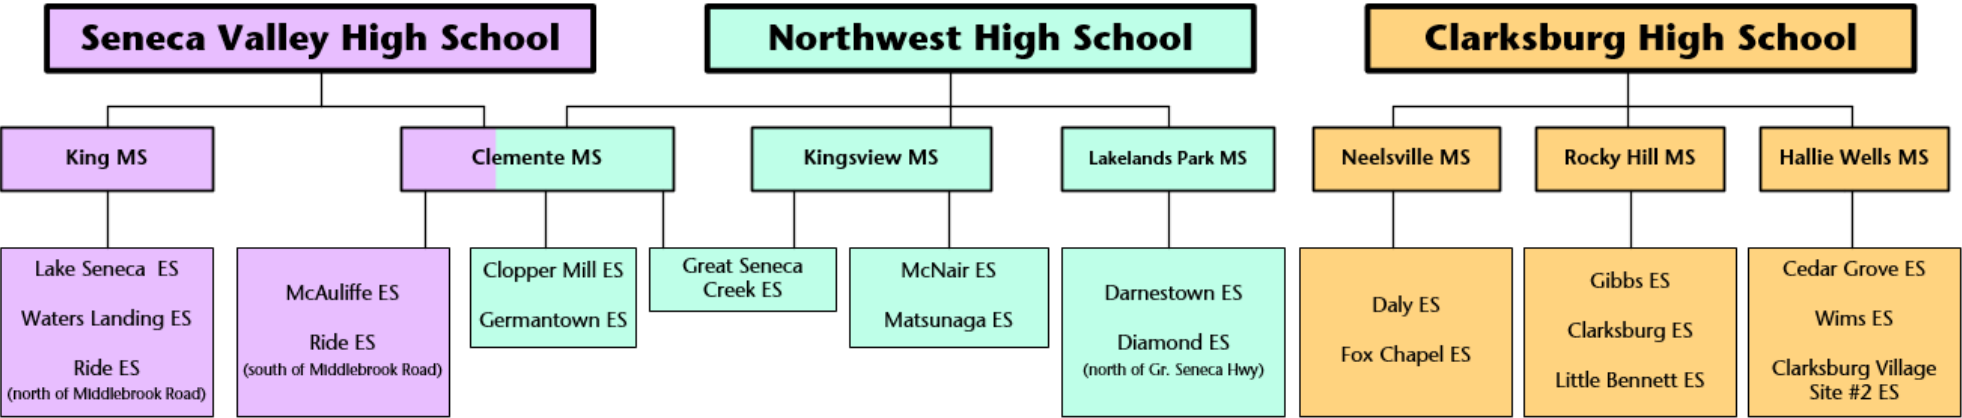 Seneca Valley High School
Northwest High School
Clarksburg High School
King MS
Clemente MS
Kingsview MS
Lakelands Park MS
Neelsville MS
Rocky Hill MS
Hallie Wells MS
Lake Seneca ES
Waters Landing ES
Ride ES
(north of Middlebrook Road)
McAuliffe ES
Ride ES
(south of Middlebrook Road)
Clopper Mill ES
Germantown ES
Great Seneca
Creek ES
McNair ES
Matsunaga ES
Darnestown ES
Diamond ES
(north of Gr. Seneca Hwy)
Daly ES
Fox Chapel ES
Gibbs ES
Clarksburg ES
Little Bennett ES
Cedar Grove ES
Wims ES
Clarksburg Village
Site #2 ES